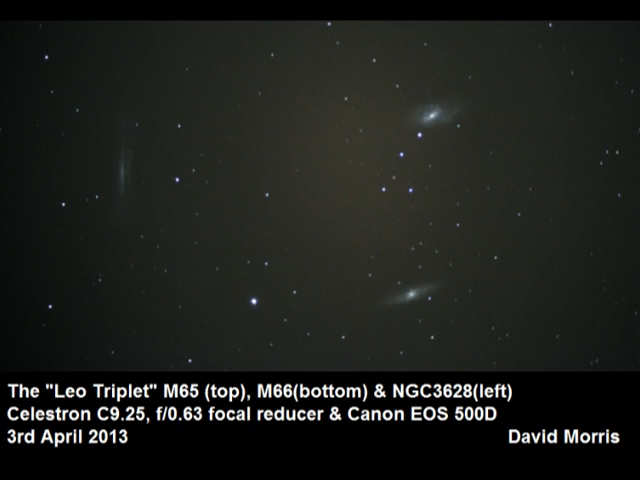 The "Leo Triplet" M65 (top), M66(bottom) & NGC3628(left)
Celestron C9.25, f/0.63 focal reducer & Canon EOS 500D
3rd April 2013 David Morris